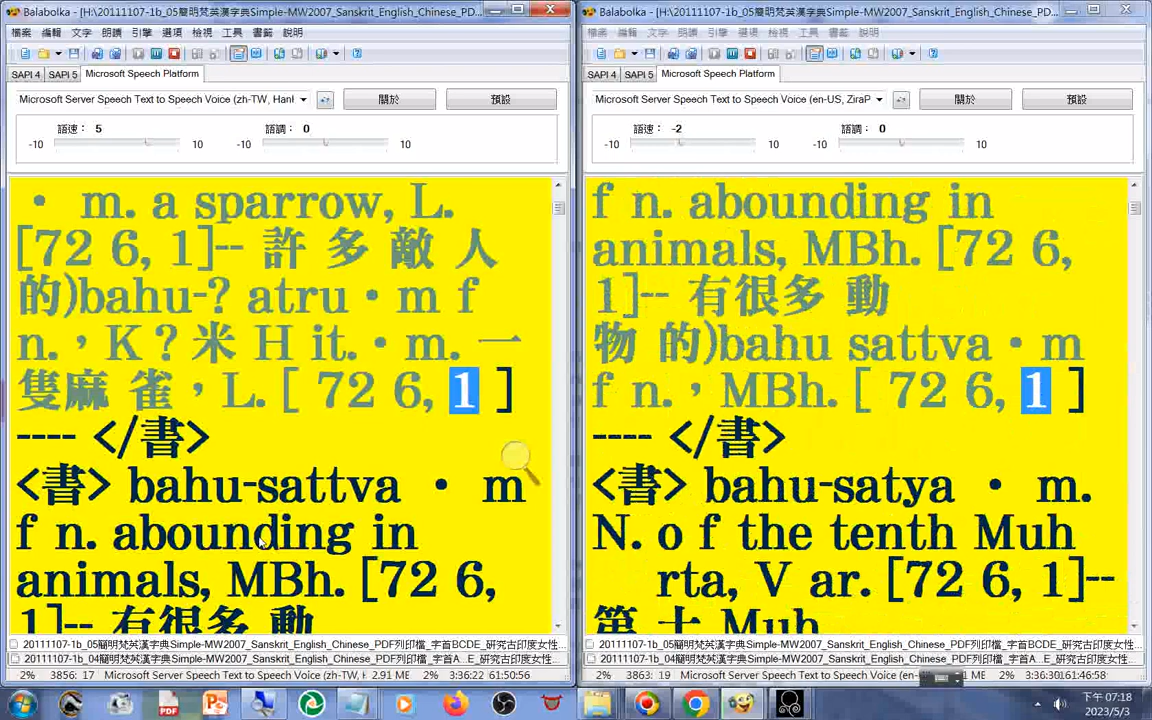 Balabolka - [H:\20111107-1b_05簡明梵英漢字典Simple-MW2007_Sanskrit_English_Chinese_PD...
檔案 編輯 文字 朗讀 引擎 選項 檢視 工具 書籤 說明
SAPI 4 SAPI 5 Microsoft Speech Platform
Microsoft Server Speech Text to Speech Voice (zh-TW, Hanl
關於 預設
語速： 5 語調： 0
-10 10 -10 10
• m. a sparrow, L.
[72 6, 1]-- 許 多 敵 人
的)bahu-? atru • m f
n. , K ? 米 H it. • m. 一
隻麻 雀 , L. [ 72 6, 1 ]
---- </書>
<書> bahu-sattva • m
f n. abounding in
animals, MBh. [72 6,
1]-- 有很多 動
20111107-1b_05簡明梵英漢字典Simple-MW2007_Sanskrit_English_Chinese_PDF列印檔_字首BCDE_研究古印度女性...
20111107-1b_04簡明梵英漢字典Simple-MW2007_Sanskrit_English_Chinese_PDF列印檔_字首A...E_研究古印度女性...
2% 3856: 17 Microsoft Server Speech Text to Speech Voice (zh-TW, 2.91 MB 2% 3:36:22 61:50:56
Balabolka - [H:\20111107-1b_05簡明梵英漢字典Simple-MW2007_Sanskrit_English_Chinese_PD...
檔案 編輯 文字 朗讀 引擎 選項 檢視 工具 書籤 說明
SAPI 4 SAPI 5 Microsoft Speech Platform
Microsoft Server Speech Text to Speech Voice (en-US, ZiraP
關於 預設
語速： -2 語調： 0
-10 10 -10 10
f n. abounding in
animals, MBh. [72 6,
1]-- 有很多 動
物 的)bahu sattva • m
f n. , MBh. [ 72 6, 1 ]
---- </書>
<書> bahu-satya • m.
N. o f the tenth Muh
rta, V ar. [72 6, 1]--
第 十 Muh
20111107-1b_05簡明梵英漢字典Simple-MW2007_Sanskrit_English_Chinese_PDF列印檔_字首BCDE_研究古印度女性...
20111107-1b_04簡明梵英漢字典Simple-MW2007_Sanskrit_English_Chinese_PDF列印檔_字首A...E_研究古印度女性...
2% 3863: 19 Microsoft Server Speech Text to Speech Voice (en-US, MB 2% 3:36:30 61:46:58
PDF
下午 07:18
2023/5/3